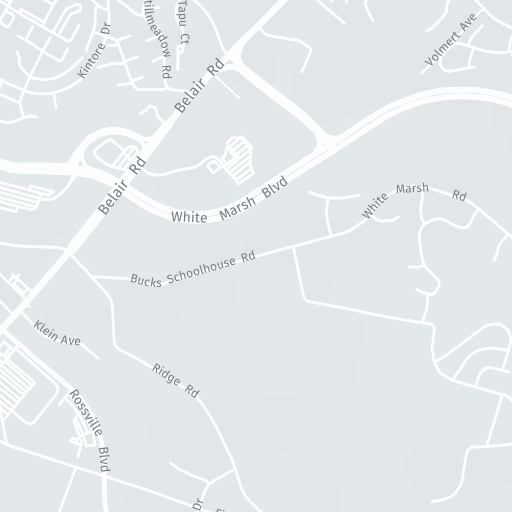 Tapu Ct
tillmeadow Rd
Kintore Dr
Volmert Ave
Belair Rd
Belair Rd
White Marsh Blvd
White Marsh Rd
Bucks Schoolhouse Rd
Klein Ave
Ridge Rd
Rossville Blvd
Dr